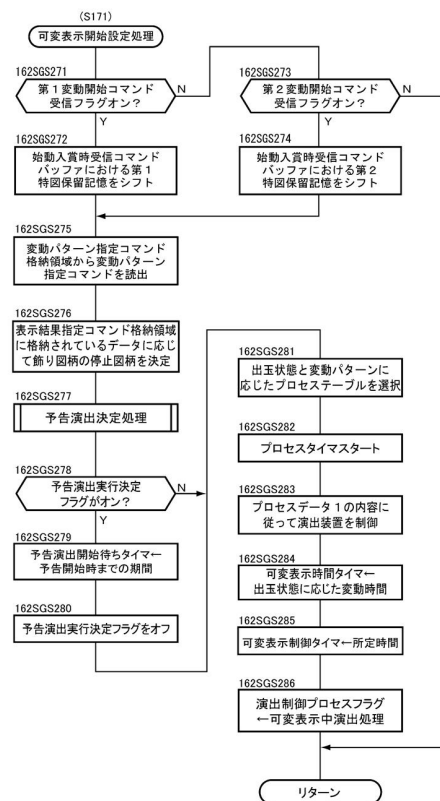 (S171)
可変表示開始設定処理
162SGS271
第1変動開始コマンド
受信フラグオン?
N
Y
162SGS273
第2変動開始コマンド
受信フラグオン?
N
Y
162SGS272
始動入賞時受信コマンド
バッファにおける第1
特図保留記憶をシフト
162SGS274
始動入賞時受信コマンド
バッファにおける第2
特図保留記憶をシフト
162SGS275
変動パターン指定コマンド
格納領域から変動パターン
指定コマンドを読出
162SGS276
表示結果指定コマンド格納領域
に格納されているデータに応じ
て飾り図柄の停止図柄を決定
162SGS277
予告演出決定処理
162SGS278
予告演出実行決定
フラグがオン?
N
Y
162SGS279
予告演出開始待ちタイマ←
予告開始時までの期間
162SGS280
予告演出実行決定フラグをオフ
162SGS281
出玉状態と変動パターンに
応じたプロセステーブルを選択
162SGS282
プロセスタイマスタート
162SGS283
プロセスデータ1の内容に
従って演出装置を制御
162SGS284
可変表示時間タイマ←
出玉状態に応じた変動時間
162SGS285
可変表示制御タイマ←所定時間
162SGS286
演出制御プロセスフラグ
←可変表示中演出処理
リターン